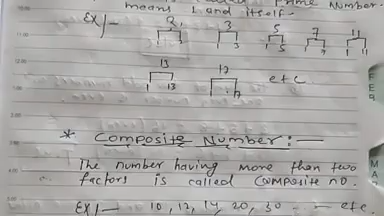 Prime Number.
means 1 and itself.
Ex/- 2, 3 5 7 11
1 3 1 5 1 7 1 11
13 17 etc
1 13 1 17
* Composite Number:-
The number having more than two
factors is called composite no.
Ex/- 10, 12, 14, 20, 30 - - etc.